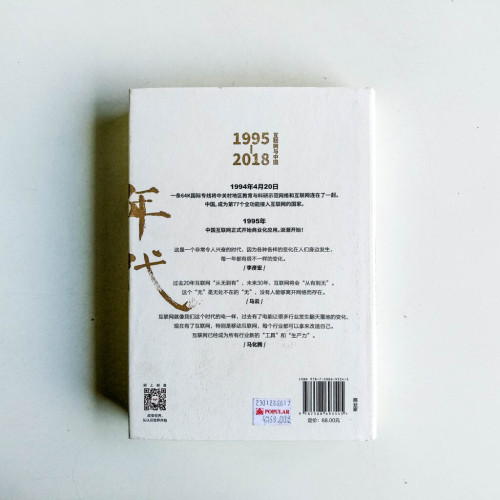 1995
2018
互联网与中国
年代
1994年4月20日
一条64K国际专线将中关村地区教育与科研示范网络和互联网连在了一起,
中国,成为第77个全功能接入互联网的国家。
1995年
中国互联网正式开始商业化应用,浪潮开始!
这是一个非常令人兴奋的时代,因为各种各样的变化在人们身边发生,
每一年都有很不一样的变化。
/李彦宏/
过去20年互联网“从无到有”,未来30年,互联网将会“从有到无”。
这个“无”是无处不在的“无”,没有人能够离开网络而存在。
/马云/
互联网就像我们这个时代的电一样,过去有了电能让很多行业发生翻天覆地的变化,
现在有了互联网,特别是移动互联网,每个行业都可以拿来改造自己。
互联网已经成为所有行业新的“工具”和“生产力”。
/马化腾/
POPULAR
定价:68.00元